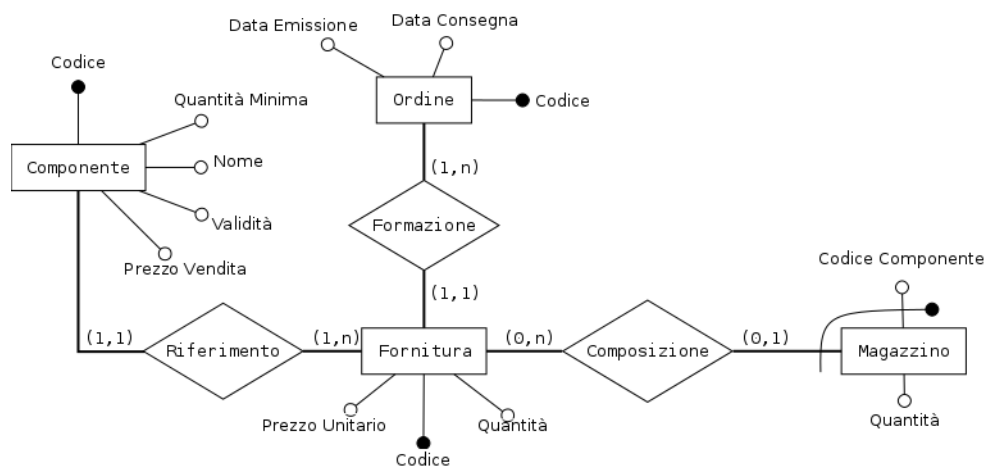 Data Emissione
Data Consegna
Codice
Quantità Minima
Ordine
Codice
Componente
Nome
(1,n)
Validità
Formazione
Prezzo Vendita
Codice Componente
(1,1)
(1,1)
Riferimento
(1,n)
Fornitura
(0,n)
Composizione
(0,1)
Magazzino
Prezzo Unitario
Quantità
Quantità
Codice